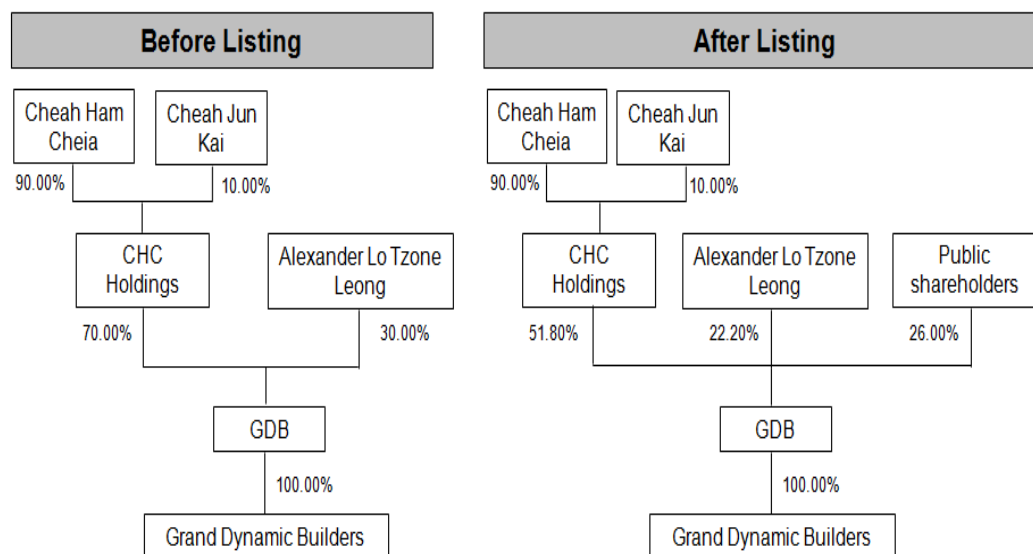 Before Listing
Cheah Ham
Cheia
Cheah Jun
Kai
90.00%
10.00%
CHC
Holdings
Alexander Lo Tzone
Leong
70.00%
30.00%
GDB
100.00%
Grand Dynamic Builders
After Listing
Cheah Ham
Cheia
Cheah Jun
Kai
90.00%
10.00%
CHC
Holdings
Alexander Lo Tzone
Leong
Public
shareholders
51.80%
22.20%
26.00%
GDB
100.00%
Grand Dynamic Builders